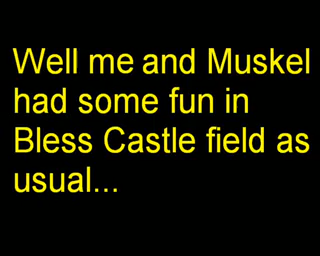 Well me and Muskel
had some fun in
Bless Castle field as
usual...